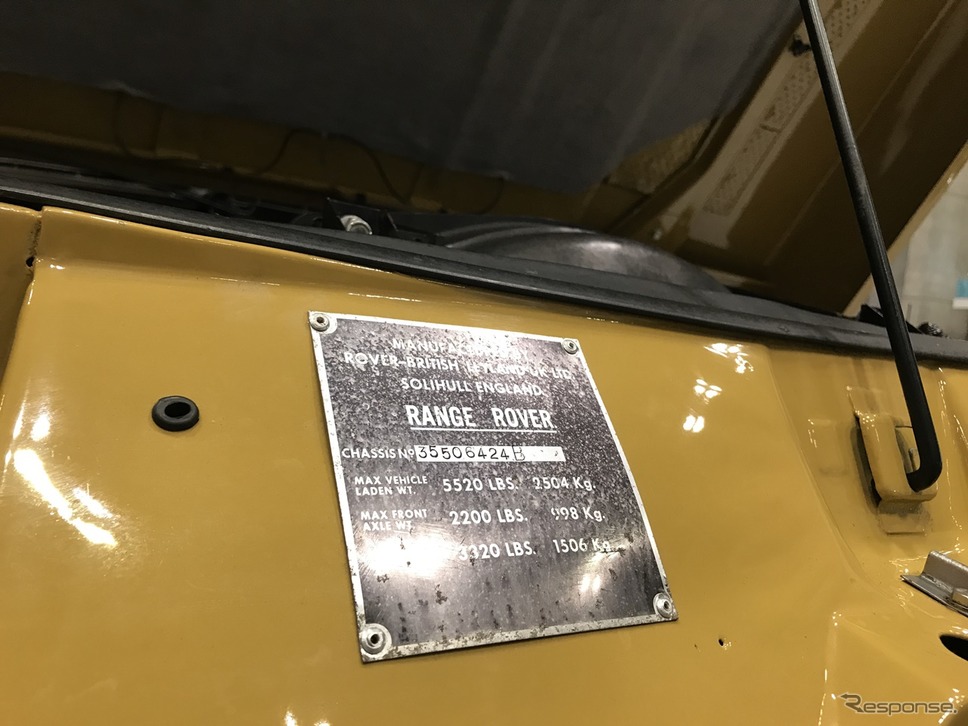 ROVER-BRITISH LEYLAND UK LTD.
SOLIHULL ENGLAND.
RANGE ROVER
CHASSIS Nº 35506424B
MAX VEHICLE LADEN WT. 5520 LBS. 2504 Kg.
MAX FRONT AXLE WT. 2200 LBS. 998 Kg.
3320 LBS. 1506 Kg.
Response.